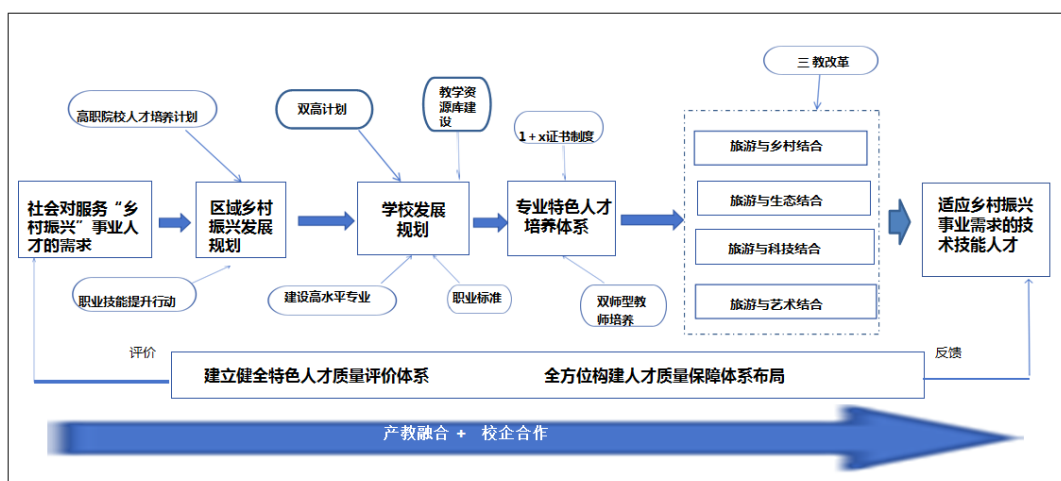 三 教改革
高职院校人才培养计划
双高计划
教学资
源库建
设
1+x证书制度
旅游与乡村结合
社会对服务“乡
村振兴”事业人
才的需求
区域乡村
振兴发展
规划
学校发展
规划
专业特色人才
培养体系
旅游与生态结合
旅游与科技结合
旅游与艺术结合
适应乡村振兴
事业需求的技
术技能人才
职业技能提升行动
建设高水平专业
职业标准
双师型教
师培养
评价
反馈
建立健全特色人才质量评价体系
全方位构建人才质量保障体系布局
产教融合 + 校企合作